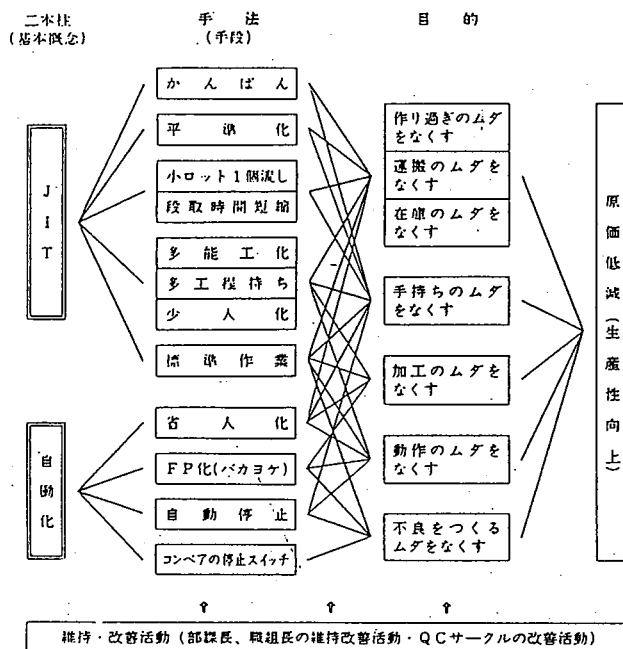 二本柱
(基本概念)
手法
(手段)
目的
JIT
自働化
かんばん
平準化
小ロット1個流し
段取時間短縮
多能工化
多工程持ち
少人化
標準作業
省人化
FP化(バカヨケ)
自動停止
コンベアの停止スイッチ
作り過ぎのムダ
をなくす
運搬のムダを
なくす
在庫のムダを
なくす
手持ちのムダ
をなくす
加工のムダを
なくす
動作のムダを
なくす
不良をつくる
ムダをなくす
原価低減(生産性向上)
維持・改善活動(部課長、職組長の維持改善活動・QCサークルの改善活動)